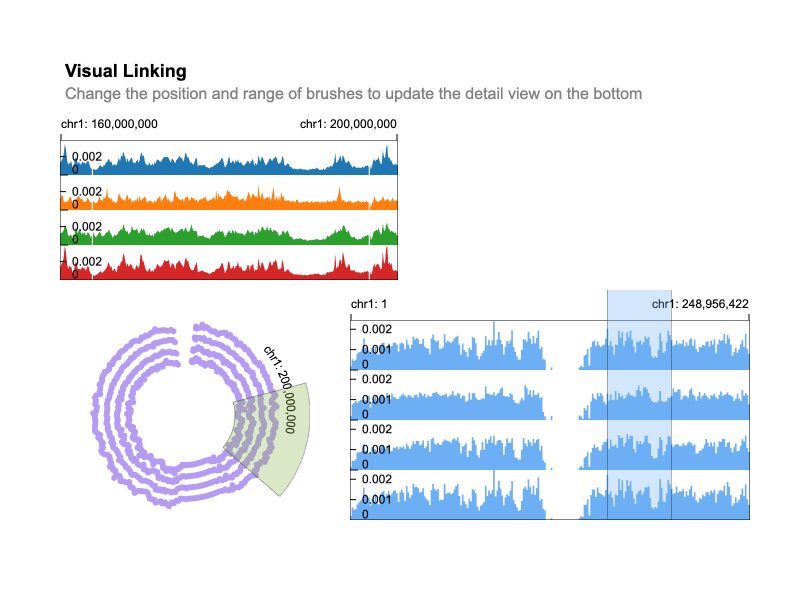 Visual Linking
Change the position and range of brushes to update the detail view on the bottom
chr1: 160,000,000
chr1: 200,000,000
0.002
0
0.002
0
0.002
0
0.002
0
chr1: 200,000,000
chr1: 1
chr1: 248,956,422
0.002
0.001
0
0.002
0.001
0
0.002
0.001
0
0.002
0.001
0